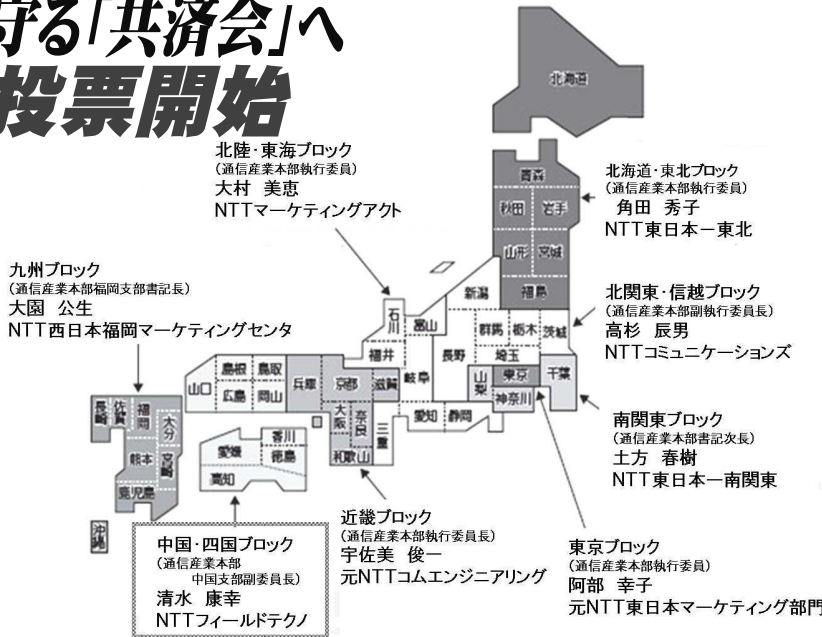 守る「共済会」へ
投票開始
北陸・東海ブロック
（通信産業本部執行委員）
大村 美恵
NTTマーケティングアクト
北海道・東北ブロック
（通信産業本部執行委員）
角田 秀子
NTT東日本－東北
九州ブロック
（通信産業本部福岡支部書記長）
大園 公生
NTT西日本福岡マーケティングセンタ
北関東・信越ブロック
（通信産業本部副執行委員長）
高杉 辰男
NTTコミュニケーションズ
南関東ブロック
（通信産業本部書記次長）
土方 春樹
NTT東日本－南関東
中国・四国ブロック
（通信産業本部
中国支部副委員長）
清水 康幸
NTTフィールドテクノ
近畿ブロック
（通信産業本部執行委員長）
宇佐美 俊一
元NTTコムエンジニアリング
東京ブロック
（通信産業本部執行委員）
阿部 幸子
元NTT東日本マーケティング部門
北海道
青森
秋田 岩手
山形 宮城
福島
新潟
群馬 栃木 茨城
石川 富山
福井 岐阜 長野 埼玉
山梨 東京 千葉
神奈川
愛知 静岡
三重
山口 島根 鳥取
広島 岡山
兵庫 京都 滋賀
大阪 奈良
和歌山
愛媛 香川
徳島
高知
長崎 佐賀 福岡 大分
熊本 宮崎
鹿児島
沖縄